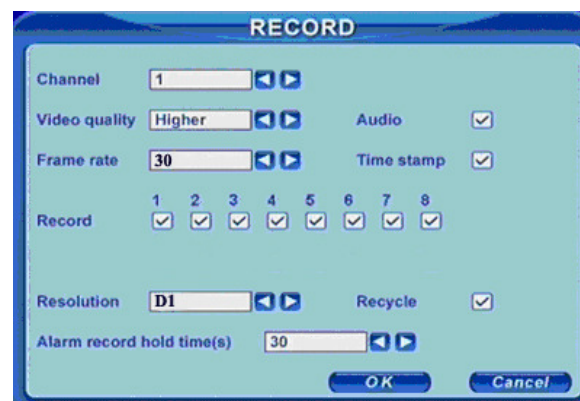 RECORD
Channel 1
Video quality Higher Audio
Frame rate 30 Time stamp
1 2 3 4 5 6 7 8
Record
Resolution D1 Recycle
Alarm record hold time(s) 30
OK Cancel